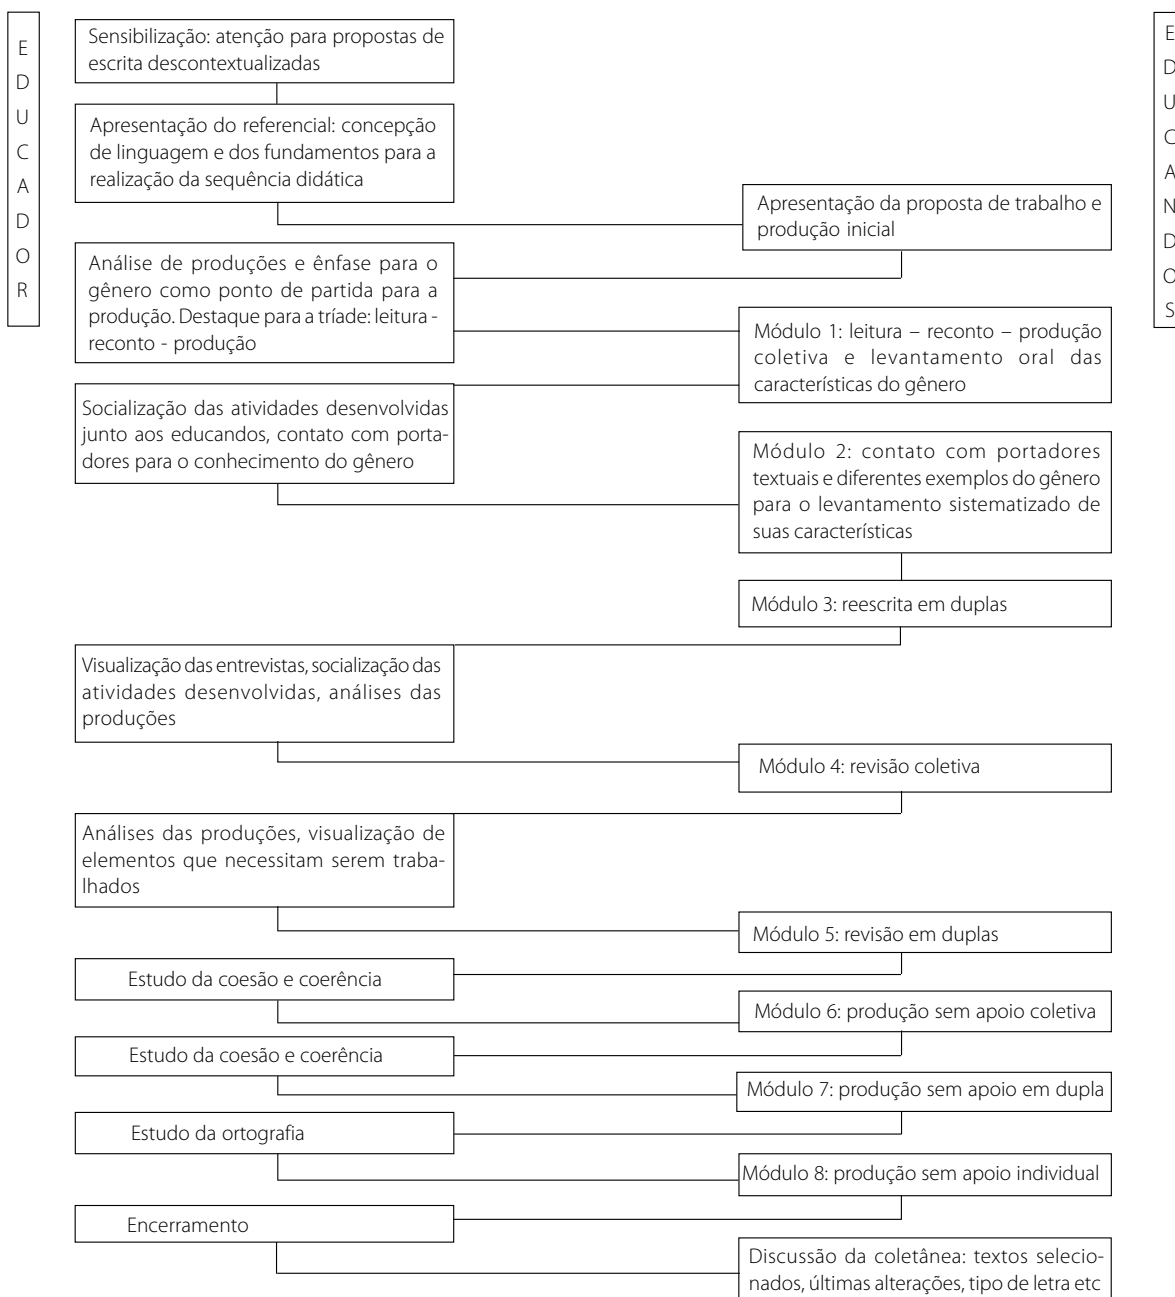 EDUCADOR
EDUCANDOS
Sensibilização: atenção para propostas de
escrita descontextualizadas
Apresentação do referencial: concepção
de linguagem e dos fundamentos para a
realização da sequência didática
Apresentação da proposta de trabalho e
produção inicial
Análise de produções e ênfase para o
gênero como ponto de partida para a
produção. Destaque para a tríade: leitura -
reconto - produção
Módulo 1: leitura – reconto – produção
coletiva e levantamento oral das
características do gênero
Socialização das atividades desenvolvidas
junto aos educandos, contato com porta-
dores para o conhecimento do gênero
Módulo 2: contato com portadores
textuais e diferentes exemplos do gênero
para o levantamento sistematizado de
suas características
Módulo 3: reescrita em duplas
Visualização das entrevistas, socialização das
atividades desenvolvidas, análises das
produções
Módulo 4: revisão coletiva
Análises das produções, visualização de
elementos que necessitam serem traba-
lhados
Módulo 5: revisão em duplas
Estudo da coesão e coerência
Módulo 6: produção sem apoio coletiva
Estudo da coesão e coerência
Módulo 7: produção sem apoio em dupla
Estudo da ortografia
Módulo 8: produção sem apoio individual
Encerramento
Discussão da coletânea: textos selecio-
nados, últimas alterações, tipo de letra etc